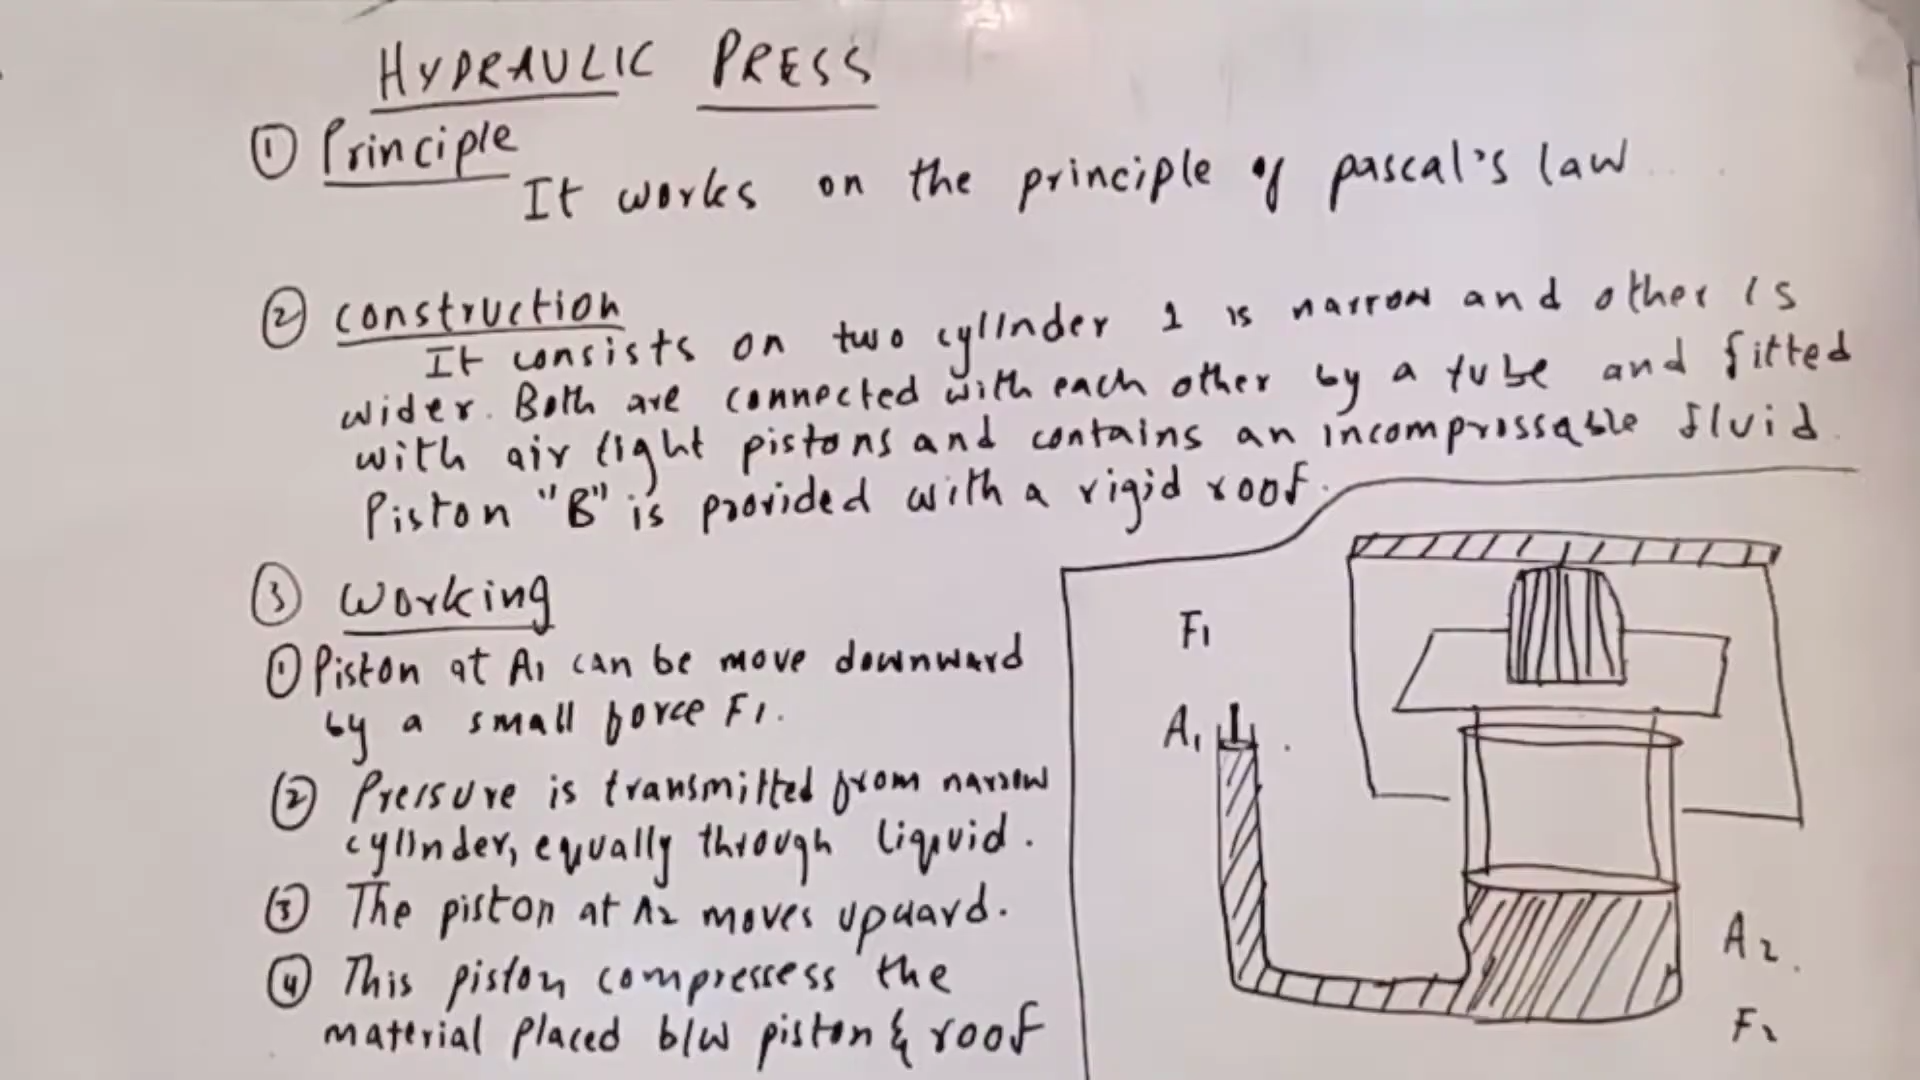 HYDRAULIC PRESS
① Principle
It works on the principle of pascal's law
② construction
It consists on two cylinder 1 is narrow and other is
wider. Both are connected with each other by a tube and fitted
with air tight pistons and contains an incompressable fluid.
Piston "B" is provided with a rigid roof.
③ Working
① Piston at A1 can be move downward
by a small force F1.
② Pressure is transmitted from narrow
cylinder, equally through liquid.
③ The piston at A2 moves upward.
④ This piston compressess the
material placed b/w piston & roof
F1
A1
A2.
F2